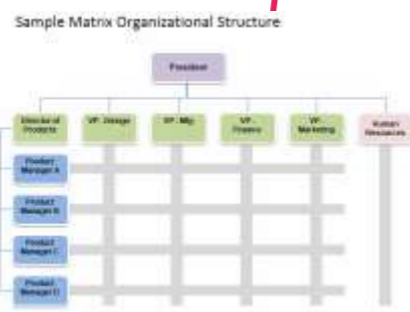 Sample Matrix Organizational Structure
President
Director of
Products
VP - Design
VP - Mfg
VP -
Finance
VP -
Marketing
Human
Resources
Product
Manager A
Product
Manager B
Product
Manager C
Product
Manager D